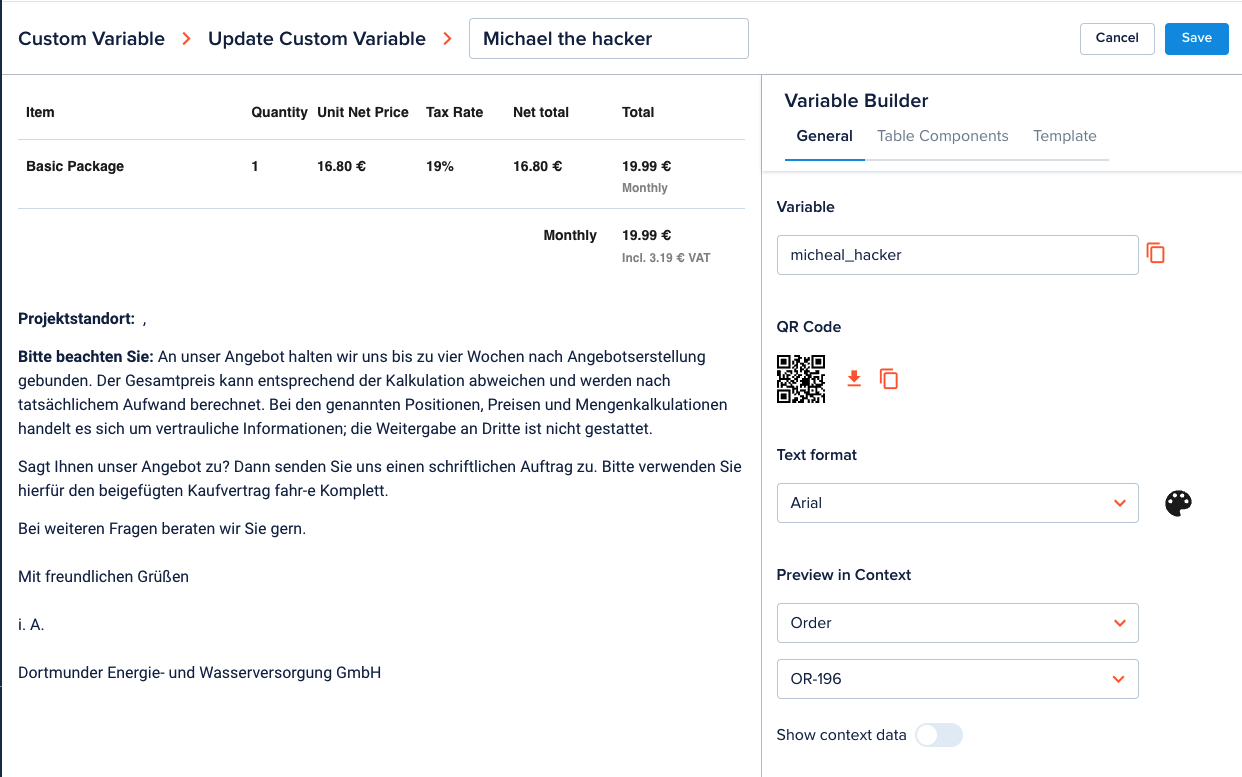 Custom Variable > Update Custom Variable > Michael the hacker
Cancel
Save
Item Quantity Unit Net Price Tax Rate Net total Total
Basic Package 1 16.80 € 19% 16.80 € 19.99 €
Monthly
Monthly 19.99 €
Incl. 3.19 € VAT
Projektstandort: ,
Bitte beachten Sie: An unser Angebot halten wir uns bis zu vier Wochen nach Angebotserstellung
gebunden. Der Gesamtpreis kann entsprechend der Kalkulation abweichen und werden nach
tatsächlichem Aufwand berechnet. Bei den genannten Positionen, Preisen und Mengenkalkulationen
handelt es sich um vertrauliche Informationen; die Weitergabe an Dritte ist nicht gestattet.
Sagt Ihnen unser Angebot zu? Dann senden Sie uns einen schriftlichen Auftrag zu. Bitte verwenden Sie
hierfür den beigefügten Kaufvertrag fahr-e Komplett.
Bei weiteren Fragen beraten wir Sie gern.
Mit freundlichen Grüßen
i. A.
Dortmunder Energie- und Wasserversorgung GmbH
Variable Builder
General Table Components Template
Variable
micheal_hacker
QR Code
Text format
Arial
Preview in Context
Order
OR-196
Show context data